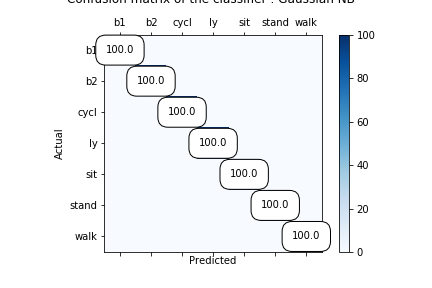 Confusion matrix of the classifier : Gaussian NB
b1 b2 cycl ly sit stand walk
b1 100.0
b2 100.0
cycl 100.0
ly 100.0
sit 100.0
stand 100.0
walk 100.0
Actual
Predicted
100
80
60
40
20
0